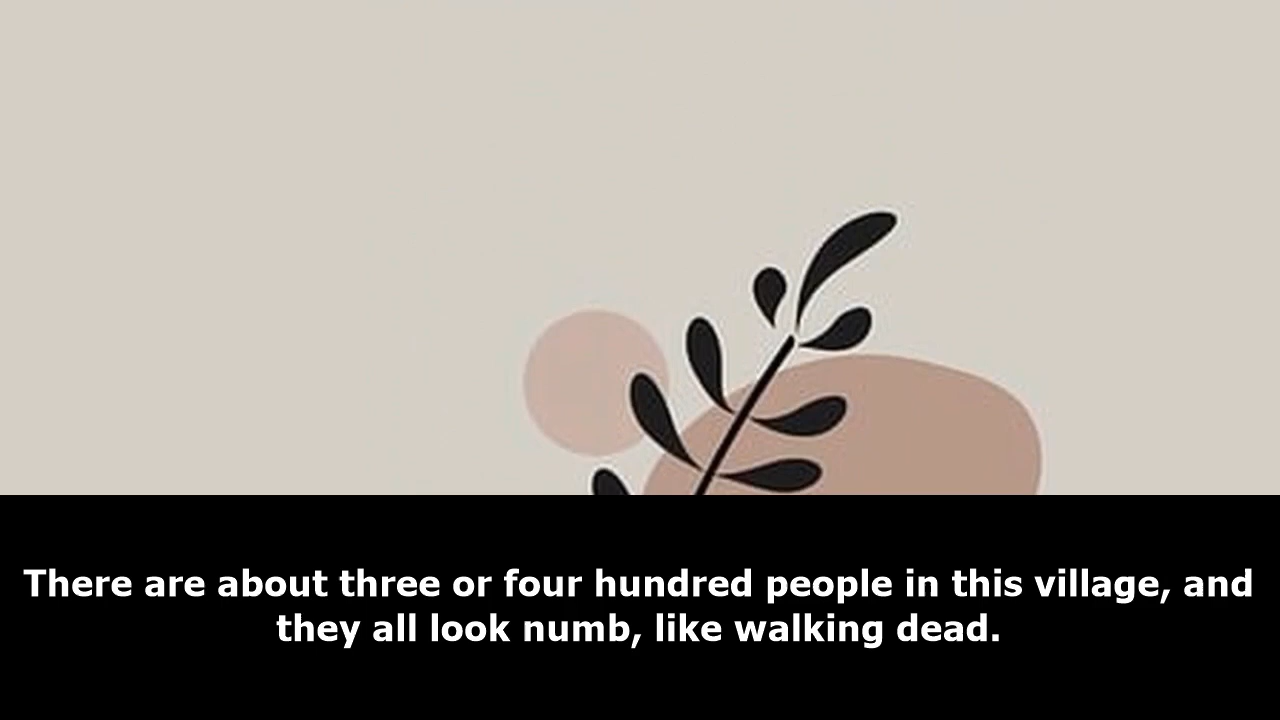 There are about three or four hundred people in this village, and
they all look numb, like walking dead.